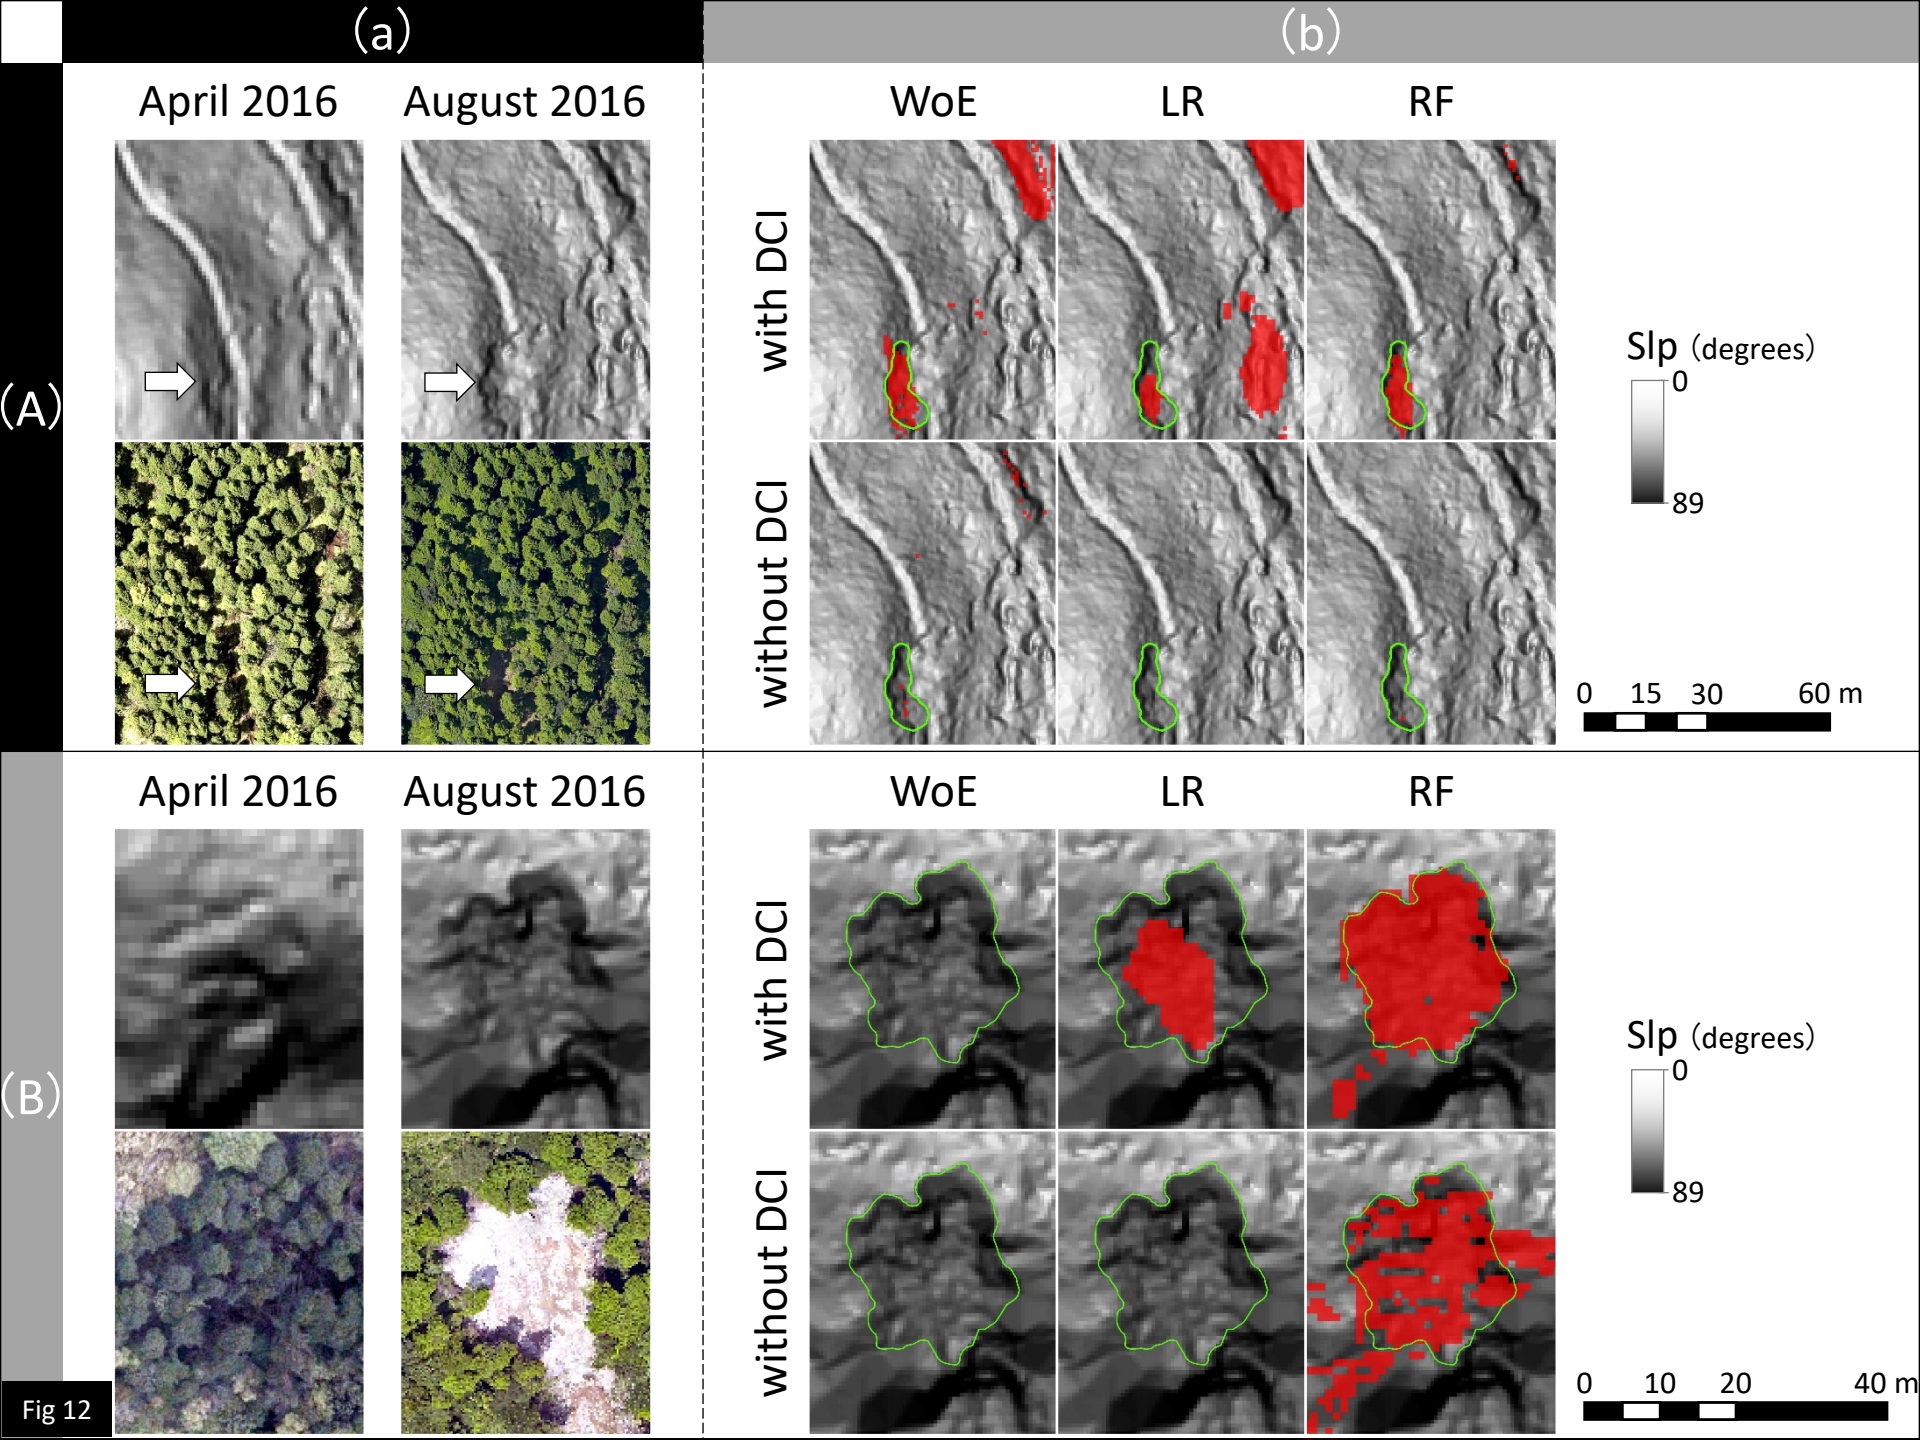 (a)
(b)
(A)
April 2016
August 2016
WoE
LR
RF
with DCI
without DCI
Slp (degrees)
0
89
0 15 30 60 m
(B)
April 2016
August 2016
WoE
LR
RF
with DCI
without DCI
Slp (degrees)
0
89
0 10 20 40 m
Fig 12